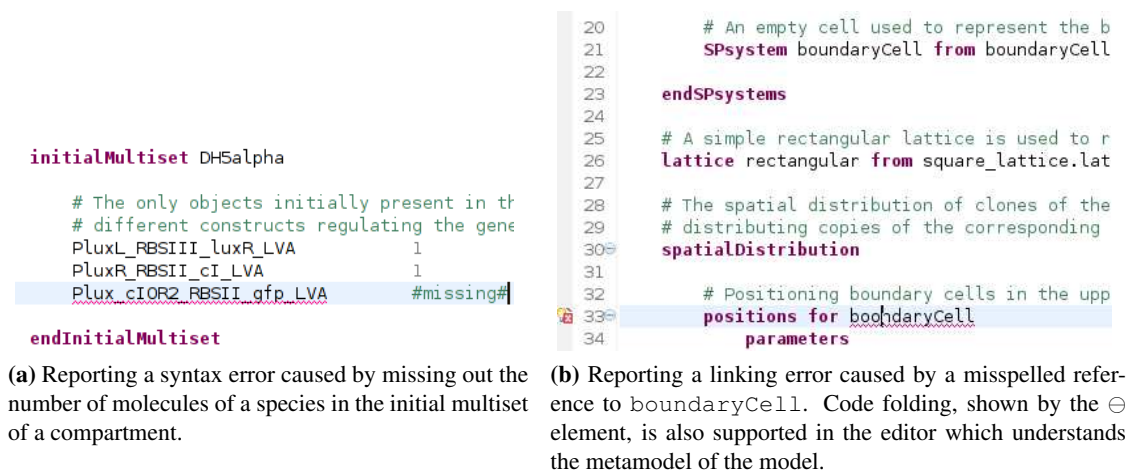 initialMultiset DH5alpha
# The only objects initially present in th
# different constructs regulating the gene
PluxL_RBSIII_luxR_LVA 1
PluxR_RBSII_cI_LVA 1
Plux_cIOR2_RBSII_gfp_LVA #missing#
endInitialMultiset
(a) Reporting a syntax error caused by missing out the
number of molecules of a species in the initial multiset
of a compartment.
20 # An empty cell used to represent the b
21 SPsystem boundaryCell from boundaryCell
22
23 endSPsystems
24
25 # A simple rectangular lattice is used to r
26 lattice rectangular from square_lattice.lat
27
28 # The spatial distribution of clones of the
29 # distributing copies of the corresponding
30⊖ spatialDistribution
31
32 # Positioning boundary cells in the upp
33⊖ positions for boohdaryCell
34 parameters
(b) Reporting a linking error caused by a misspelled refer-
ence to boundaryCell. Code folding, shown by the ⊖
element, is also supported in the editor which understands
the metamodel of the model.